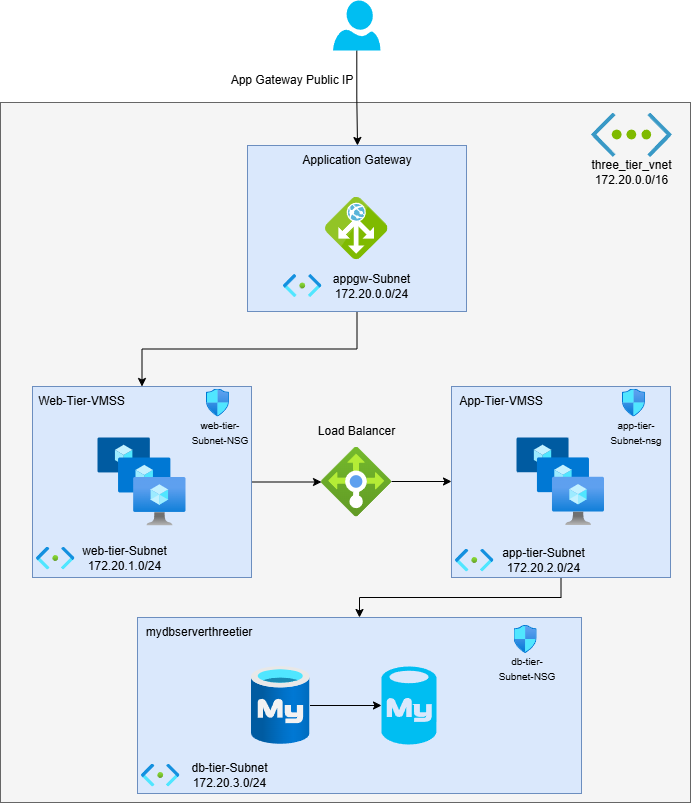 App Gateway Public IP
three_tier_vnet
172.20.0.0/16
Application Gateway
appgw-Subnet
172.20.0.0/24
Web-Tier-VMSS
web-tier-
Subnet-NSG
web-tier-Subnet
172.20.1.0/24
Load Balancer
App-Tier-VMSS
app-tier-
Subnet-nsg
app-tier-Subnet
172.20.2.0/24
mydbserverthreetier
db-tier-
Subnet-NSG
My
My
db-tier-Subnet
172.20.3.0/24